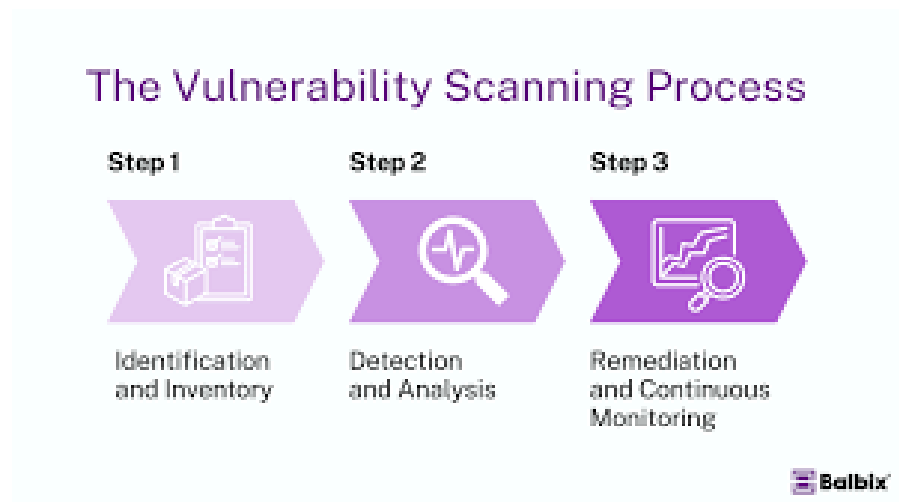 The Vulnerability Scanning Process
Step 1
Step 2
Step 3
Identification
and Inventory
Detection
and Analysis
Remediation
and Continuous
Monitoring
Balbix